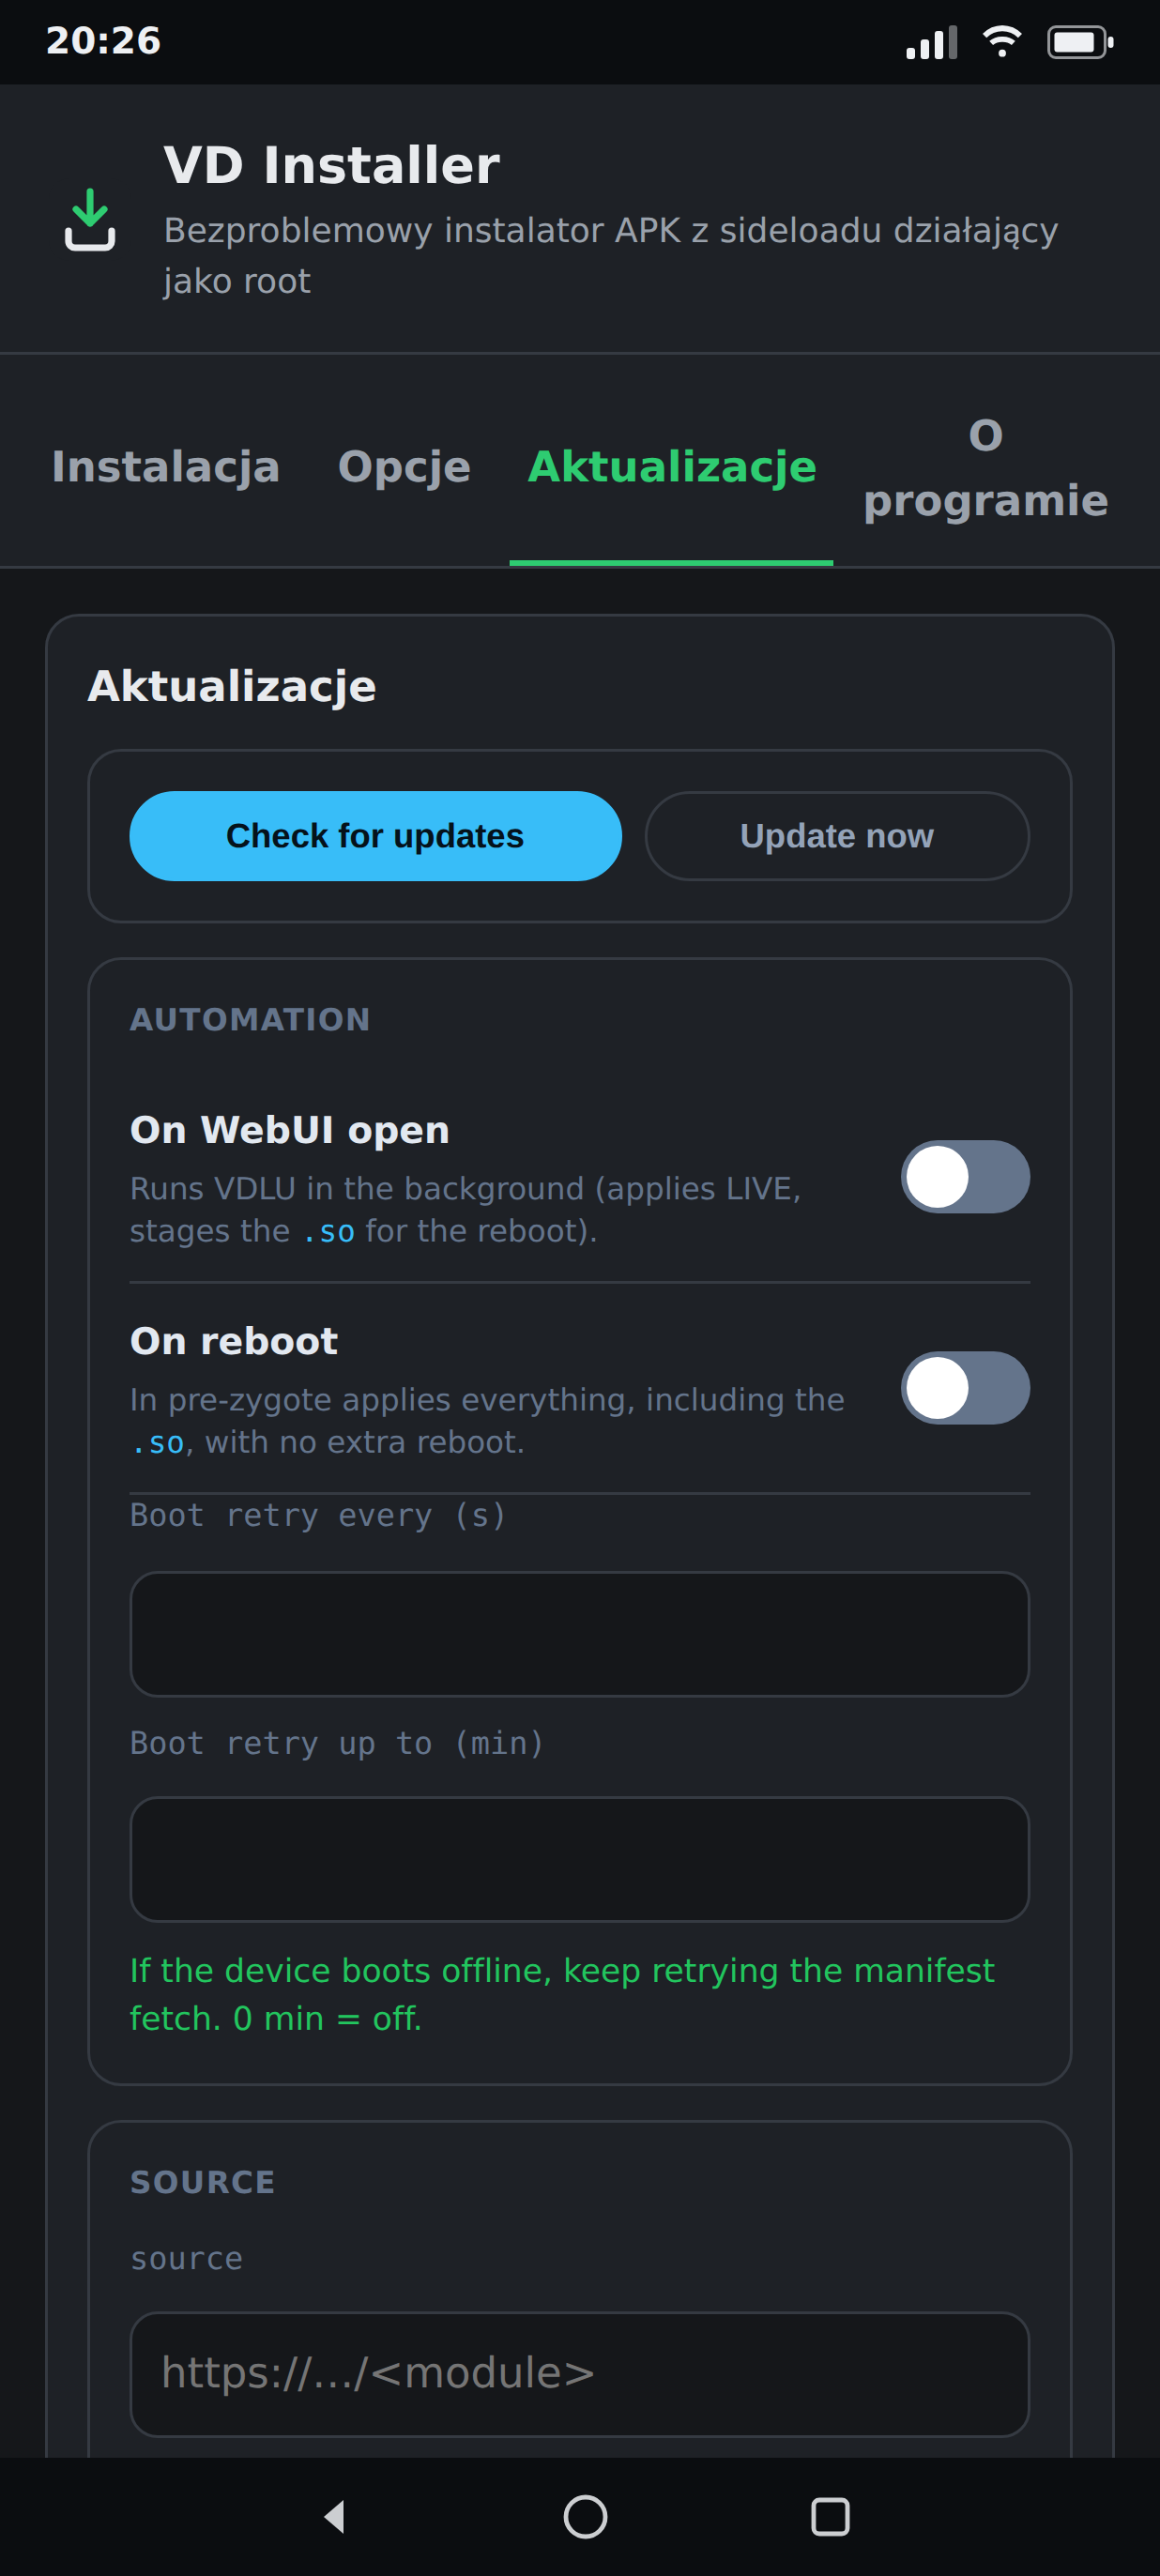 20:26
VD Installer
Bezproblemowy instalator APK z sideloadu działający
jako root
Instalacja
Opcje
Aktualizacje
O
programie
Aktualizacje
Check for updates
Update now
AUTOMATION
On WebUI open
Runs VDLU in the background (applies LIVE,
stages the .so for the reboot).
On reboot
In pre-zygote applies everything, including the
.so, with no extra reboot.
Boot retry every (s)
Boot retry up to (min)
If the device boots offline, keep retrying the manifest
fetch. 0 min = off.
SOURCE
source
https://…/<module>